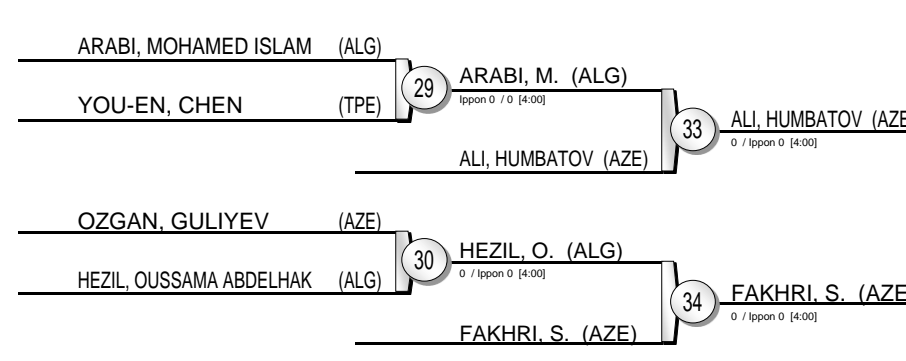 ARABI, MOHAMED ISLAM (ALG)
YOU-EN, CHEN (TPE)
29
ARABI, M. (ALG)
Ippon 0 / 0 [4:00]
ALI, HUMBATOV (AZE)
33
ALI, HUMBATOV (AZE
0 / Ippon 0 [4:00]
OZGAN, GULIYEV (AZE)
HEZIL, OUSSAMA ABDELHAK (ALG)
30
HEZIL, O. (ALG)
0 / Ippon 0 [4:00]
FAKHRI, S. (AZE)
34
FAKHRI, S. (AZE
0 / Ippon 0 [4:00]